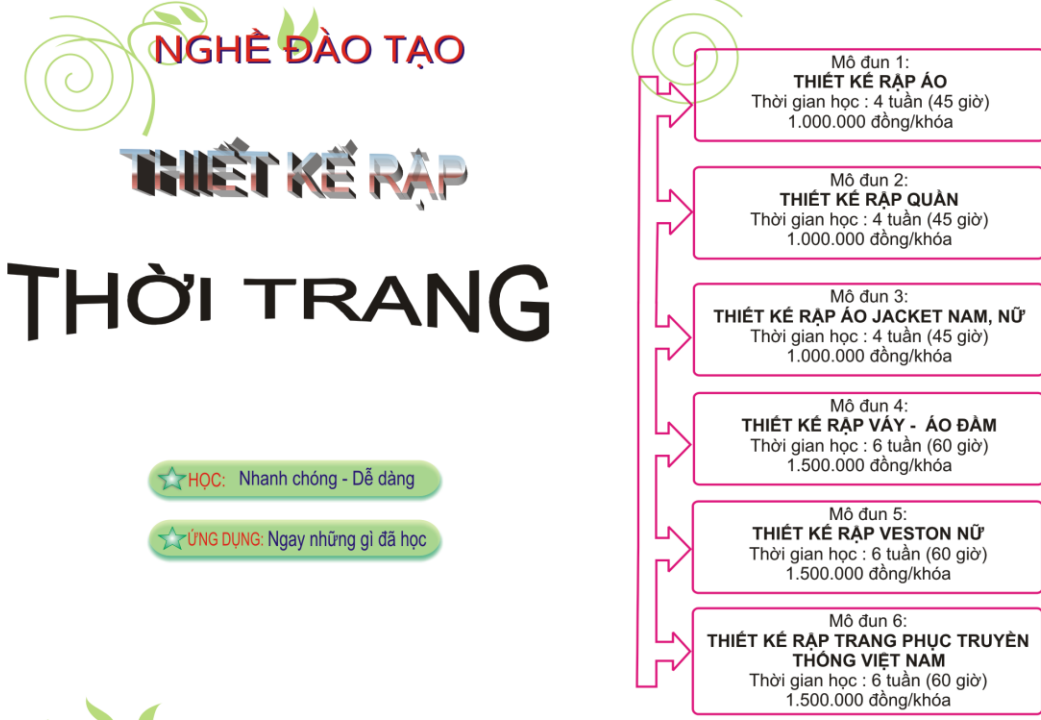 NGHỀ ĐÀO TẠO
THIẾT KẾ RẬP
THỜI TRANG
HỌC: Nhanh chóng - Dễ dàng
ỨNG DỤNG: Ngay những gì đã học
Mô đun 1:
THIẾT KẾ RẬP ÁO
Thời gian học : 4 tuần (45 giờ)
1.000.000 đồng/khóa
Mô đun 2:
THIẾT KẾ RẬP QUẦN
Thời gian học : 4 tuần (45 giờ)
1.000.000 đồng/khóa
Mô đun 3:
THIẾT KẾ RẬP ÁO JACKET NAM, NỮ
Thời gian học : 4 tuần (45 giờ)
1.000.000 đồng/khóa
Mô đun 4:
THIẾT KẾ RẬP VÁY - ÁO ĐẦM
Thời gian học : 6 tuần (60 giờ)
1.500.000 đồng/khóa
Mô đun 5:
THIẾT KẾ RẬP VESTON NỮ
Thời gian học : 6 tuần (60 giờ)
1.500.000 đồng/khóa
Mô đun 6:
THIẾT KẾ RẬP TRANG PHỤC TRUYỀN
THỐNG VIỆT NAM
Thời gian học : 6 tuần (60 giờ)
1.500.000 đồng/khóa